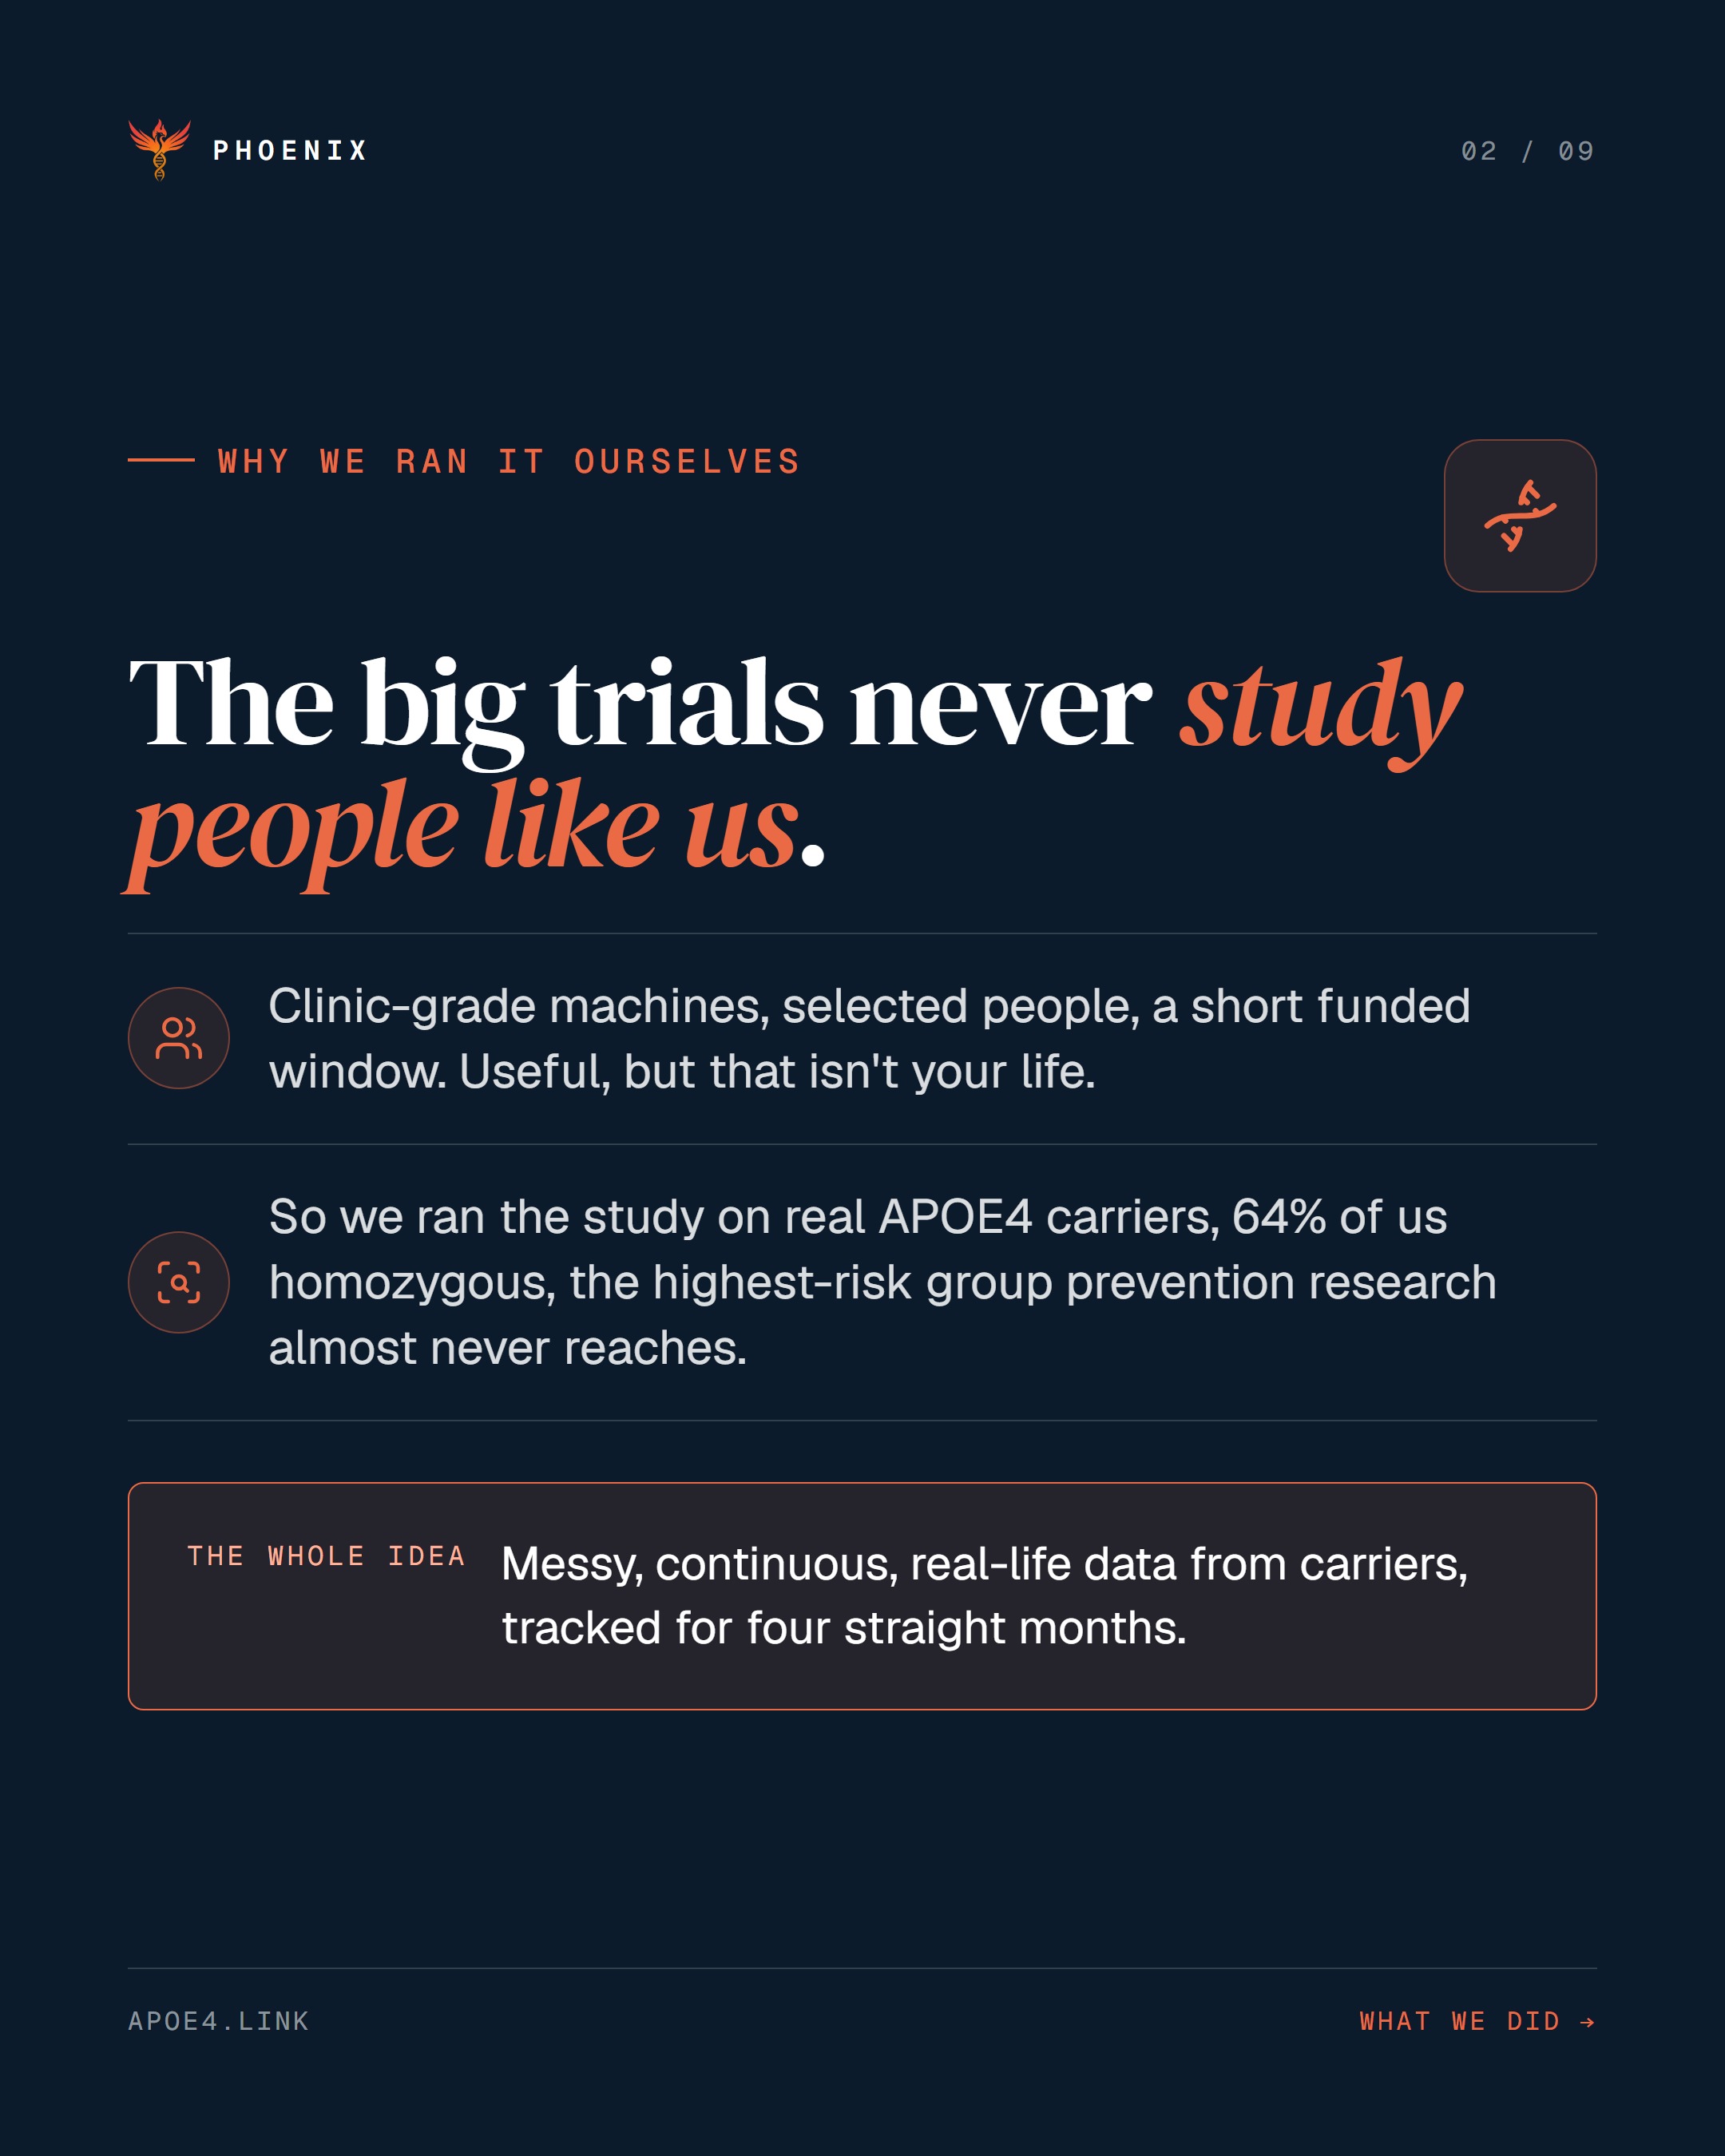 PHOENIX
02 / 09
WHY WE RAN IT OURSELVES
The big trials never study
people like us.
Clinic-grade machines, selected people, a short funded
window. Useful, but that isn't your life.
So we ran the study on real APOE4 carriers, 64% of us
homozygous, the highest-risk group prevention research
almost never reaches.
THE WHOLE IDEA
Messy, continuous, real-life data from carriers,
tracked for four straight months.
APOE4.LINK
WHAT WE DID →